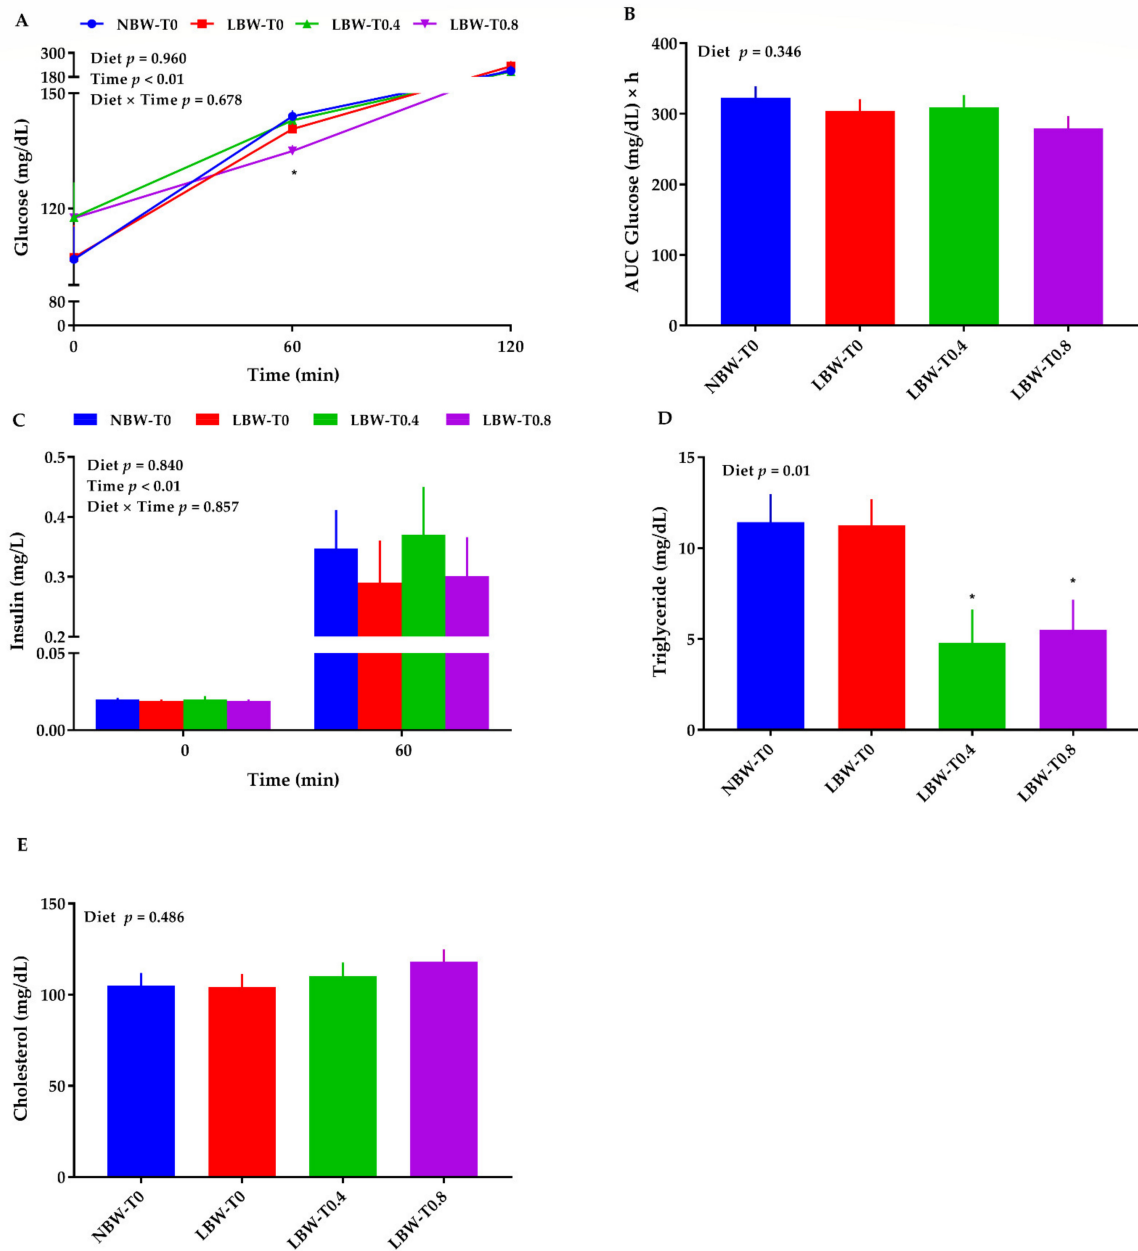 A
NBW-T0 LBW-T0 LBW-T0.4 LBW-T0.8
Diet p = 0.960
Time p < 0.01
Diet × Time p = 0.678
Glucose (mg/dL)
300
180
150
120
80
0
0 60 120
*
Time (min)
B
Diet p = 0.346
AUC Glucose (mg/dL) × h
400
300
200
100
0
NBW-T0 LBW-T0 LBW-T0.4 LBW-T0.8
C
NBW-T0 LBW-T0 LBW-T0.4 LBW-T0.8
Diet p = 0.840
Time p < 0.01
Diet × Time p = 0.857
Insulin (mg/L)
0.5
0.4
0.3
0.2
0.05
0.00
0 60
Time (min)
D
Diet p = 0.01
Triglyceride (mg/dL)
15
10
5
0
* *
NBW-T0 LBW-T0 LBW-T0.4 LBW-T0.8
E
Diet p = 0.486
Cholesterol (mg/dL)
150
100
50
0
NBW-T0 LBW-T0 LBW-T0.4 LBW-T0.8